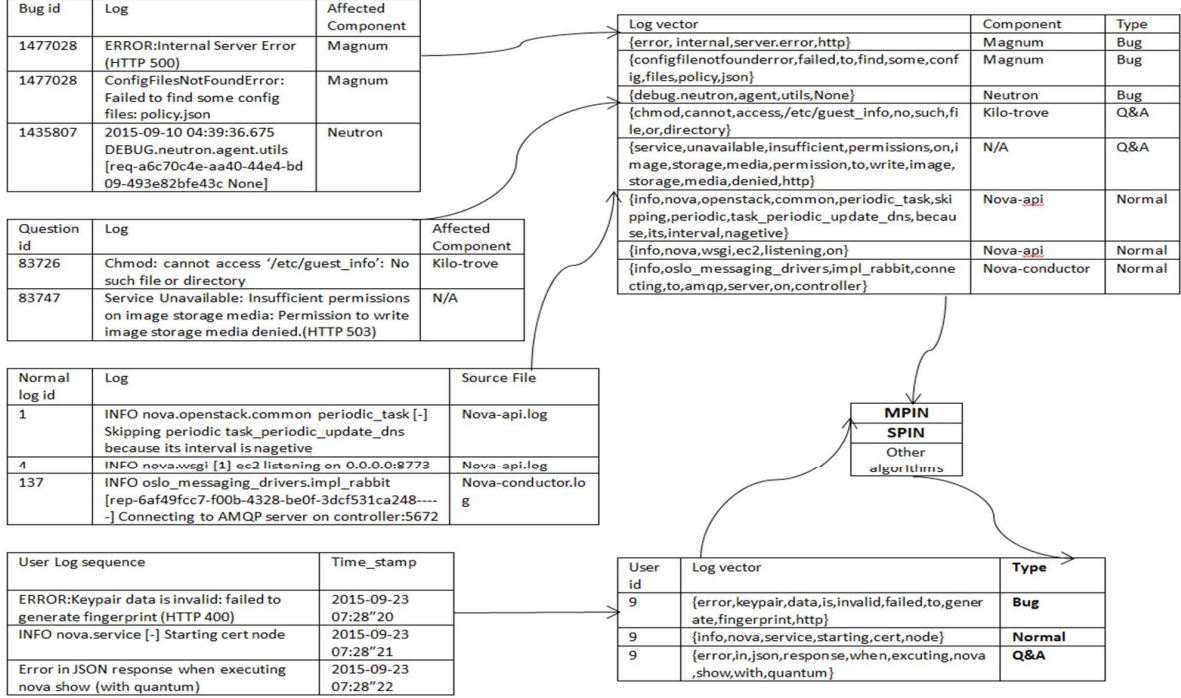 Bug id Log Affected
Component
1477028 ERROR:Internal Server Error Magnum
(HTTP 500)
1477028 ConfigFilesNotFoundError: Magnum
Failed to find some config
files: policy.json
1435807 2015-09-10 04:39:36.675 Neutron
DEBUG.neutron.agent.utils
[req-a6c70c4e-aa40-44e4-bd
09-493e82bfe43c None]
Question Log Affected
id Component
83726 Chmod: cannot access ‘/etc/guest_info’: No Kilo-trove
such file or directory
83747 Service Unavailable: Insufficient permissions N/A
on image storage media: Permission to write
image storage media denied.(HTTP 503)
Normal Log Source File
log id
1 INFO nova.openstack.common periodic_task [-] Nova-api.log
Skipping periodic task_periodic_update_dns
because its interval is nagetive
4 INFO nova.wsgi [1] ec2 listening on 0.0.0.0:8773 Nova-api.log
137 INFO oslo_messaging_drivers.impl_rabbit Nova-conductor.lo
[rep-6af49fcc7-f00b-4328-be0f-3dcf531ca248---- g
-] Connecting to AMQP server on controller:5672
User Log sequence Time_stamp
ERROR:Keypair data is invalid: failed to 2015-09-23
generate fingerprint (HTTP 400) 07:28”20
INFO nova.service [-] Starting cert node 2015-09-23
07:28”21
Error in JSON response when executing 2015-09-23
nova show (with quantum) 07:28”22
Log vector Component Type
{error, internal,server.error,http} Magnum Bug
{configfilenotfounderror,failed,to,find,some,conf Magnum Bug
ig,files,policy,json}
{debug.neutron,agent,utils,None} Neutron Bug
{chmod,cannot,access,/etc/guest_info,no,such,fi Kilo-trove Q&A
le,or,directory}
{service,unavailable,insufficient,permissions,on,i N/A Q&A
mage,storage,media,permission,to,write,image,
storage,media,denied,http}
{info,nova,openstack,common,periodic_task,ski Nova-api Normal
pping,periodic,task_periodic_update_dns,becau
se,its,interval,nagetive}
{info,nova,wsgi,ec2,listening,on} Nova-api Normal
{info,oslo_messaging_drivers,impl_rabbit,conne Nova-conductor Normal
cting,to,amqp,server,on,controller}
MPIN
SPIN
Other
algorithms
User Log vector Type
id
9 {error,keypair,data,is,invalid,failed,to,gener Bug
ate,fingerprint,http}
9 {info,nova,service,starting,cert,node} Normal
9 {error,in,json,response,when,excuting,nova Q&A
,show,with,quantum}